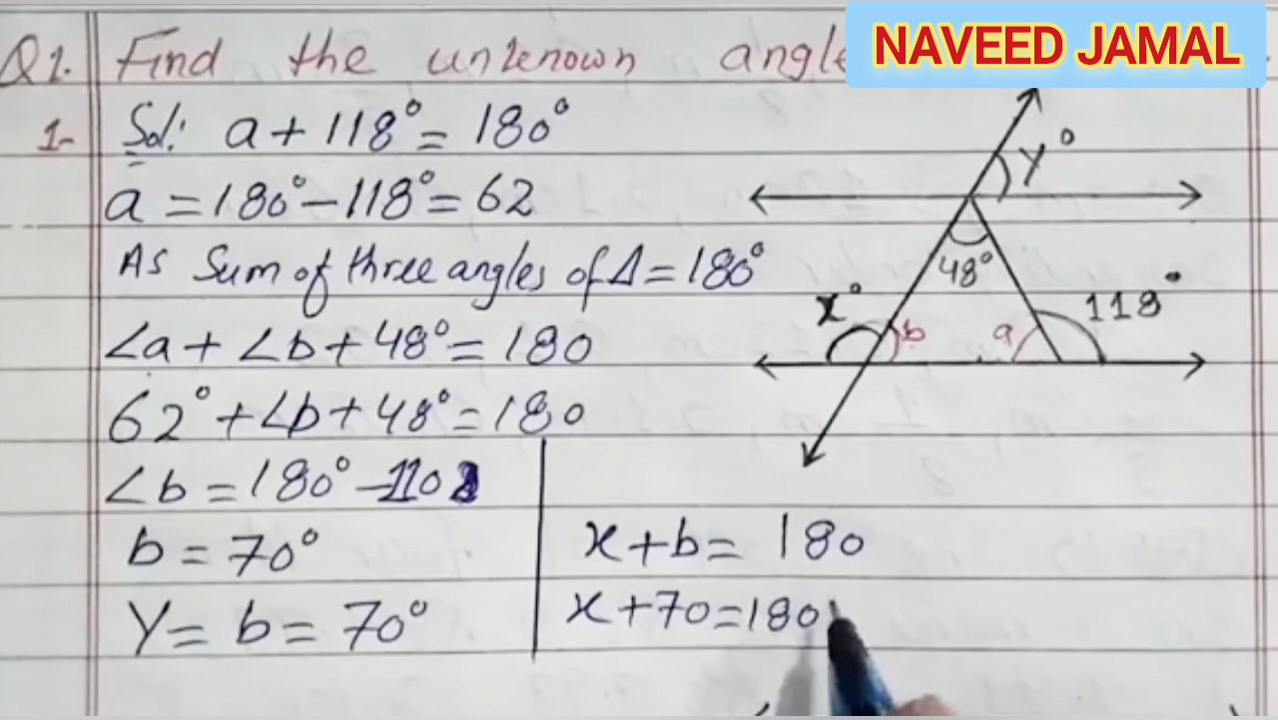 NAVEED JAMAL
Q1. Find the unknown angle
1- Sol: a + 118° = 180°
a = 180° - 118° = 62
As Sum of three angles of Δ = 180°
∠a + ∠b + 48° = 180
62° + ∠b + 48° = 180
∠b = 180° - 110
b = 70°
Y = b = 70°
x + b = 180
x + 70 = 180
Y°
48°
x°
b
a
118°